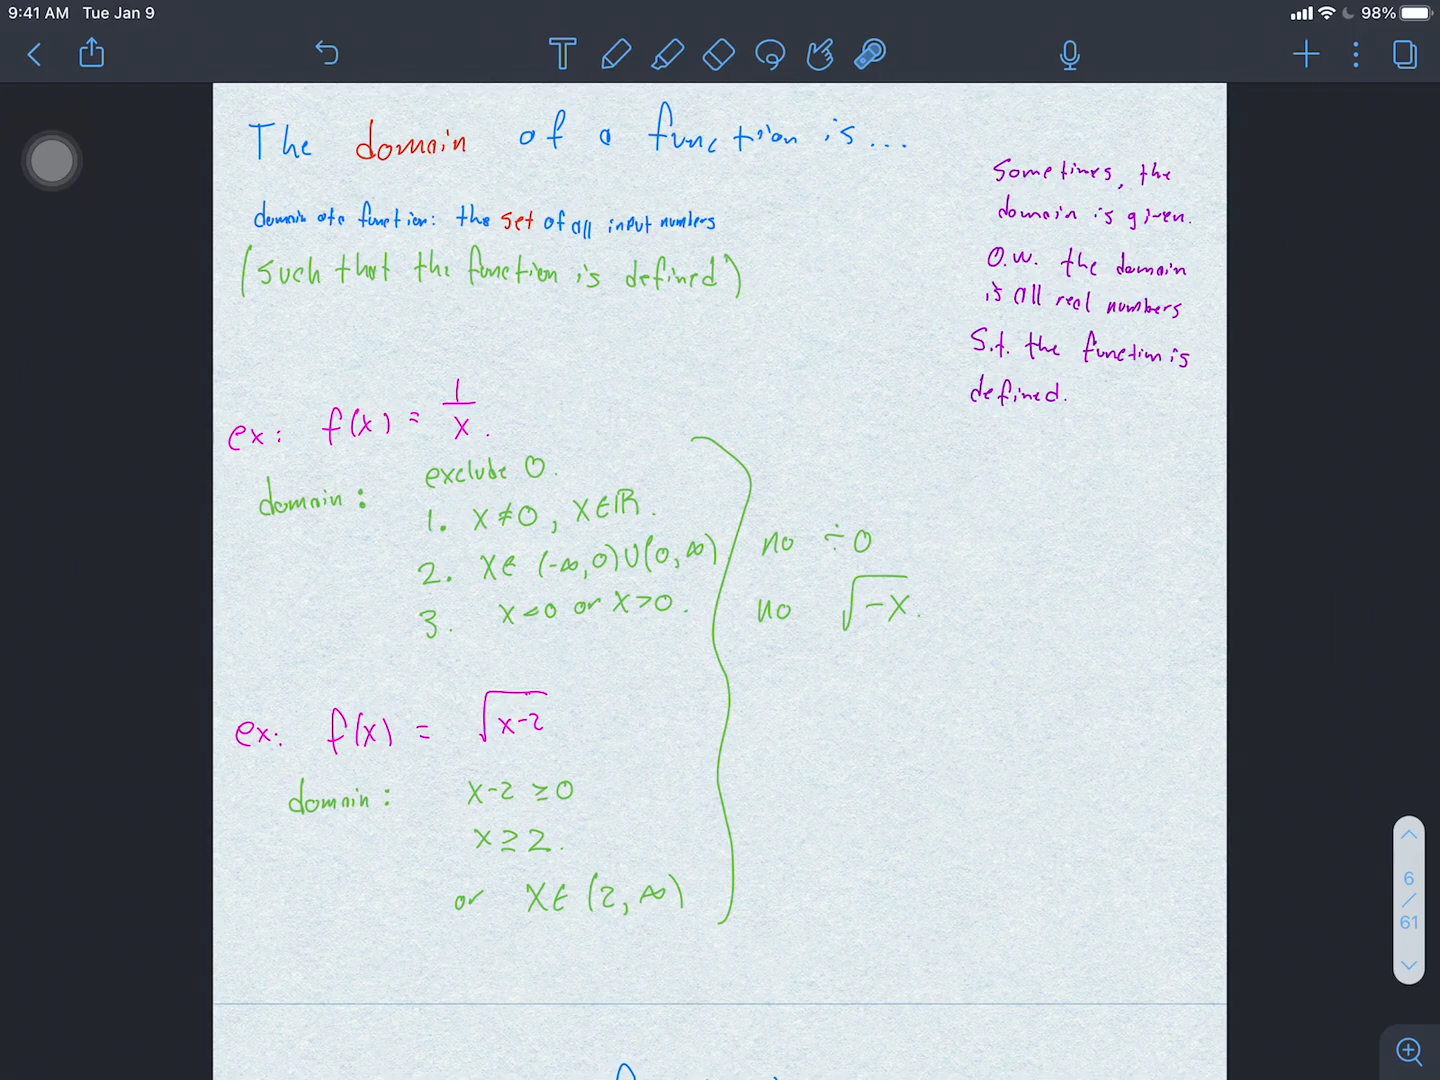 9:41 AM Tue Jan 9
98%
The domain of a function is...
domain of a function: the set of all input numbers
(such that the function is defined)
Sometimes, the
domain is given.
O.w. the domain
is all real numbers
S.t. the function is
defined.
ex: f(x) = 1/x.
domain: exclude 0.
1. x≠0, x∈ℝ.
2. x∈ (-∞,0)∪(0,∞)
3. x<0 or x>0.
no ÷0
no √-x.
ex: f(x) = √x-2
domain: x-2 ≥0
x≥2.
or x∈ (2,∞)
6
/
61